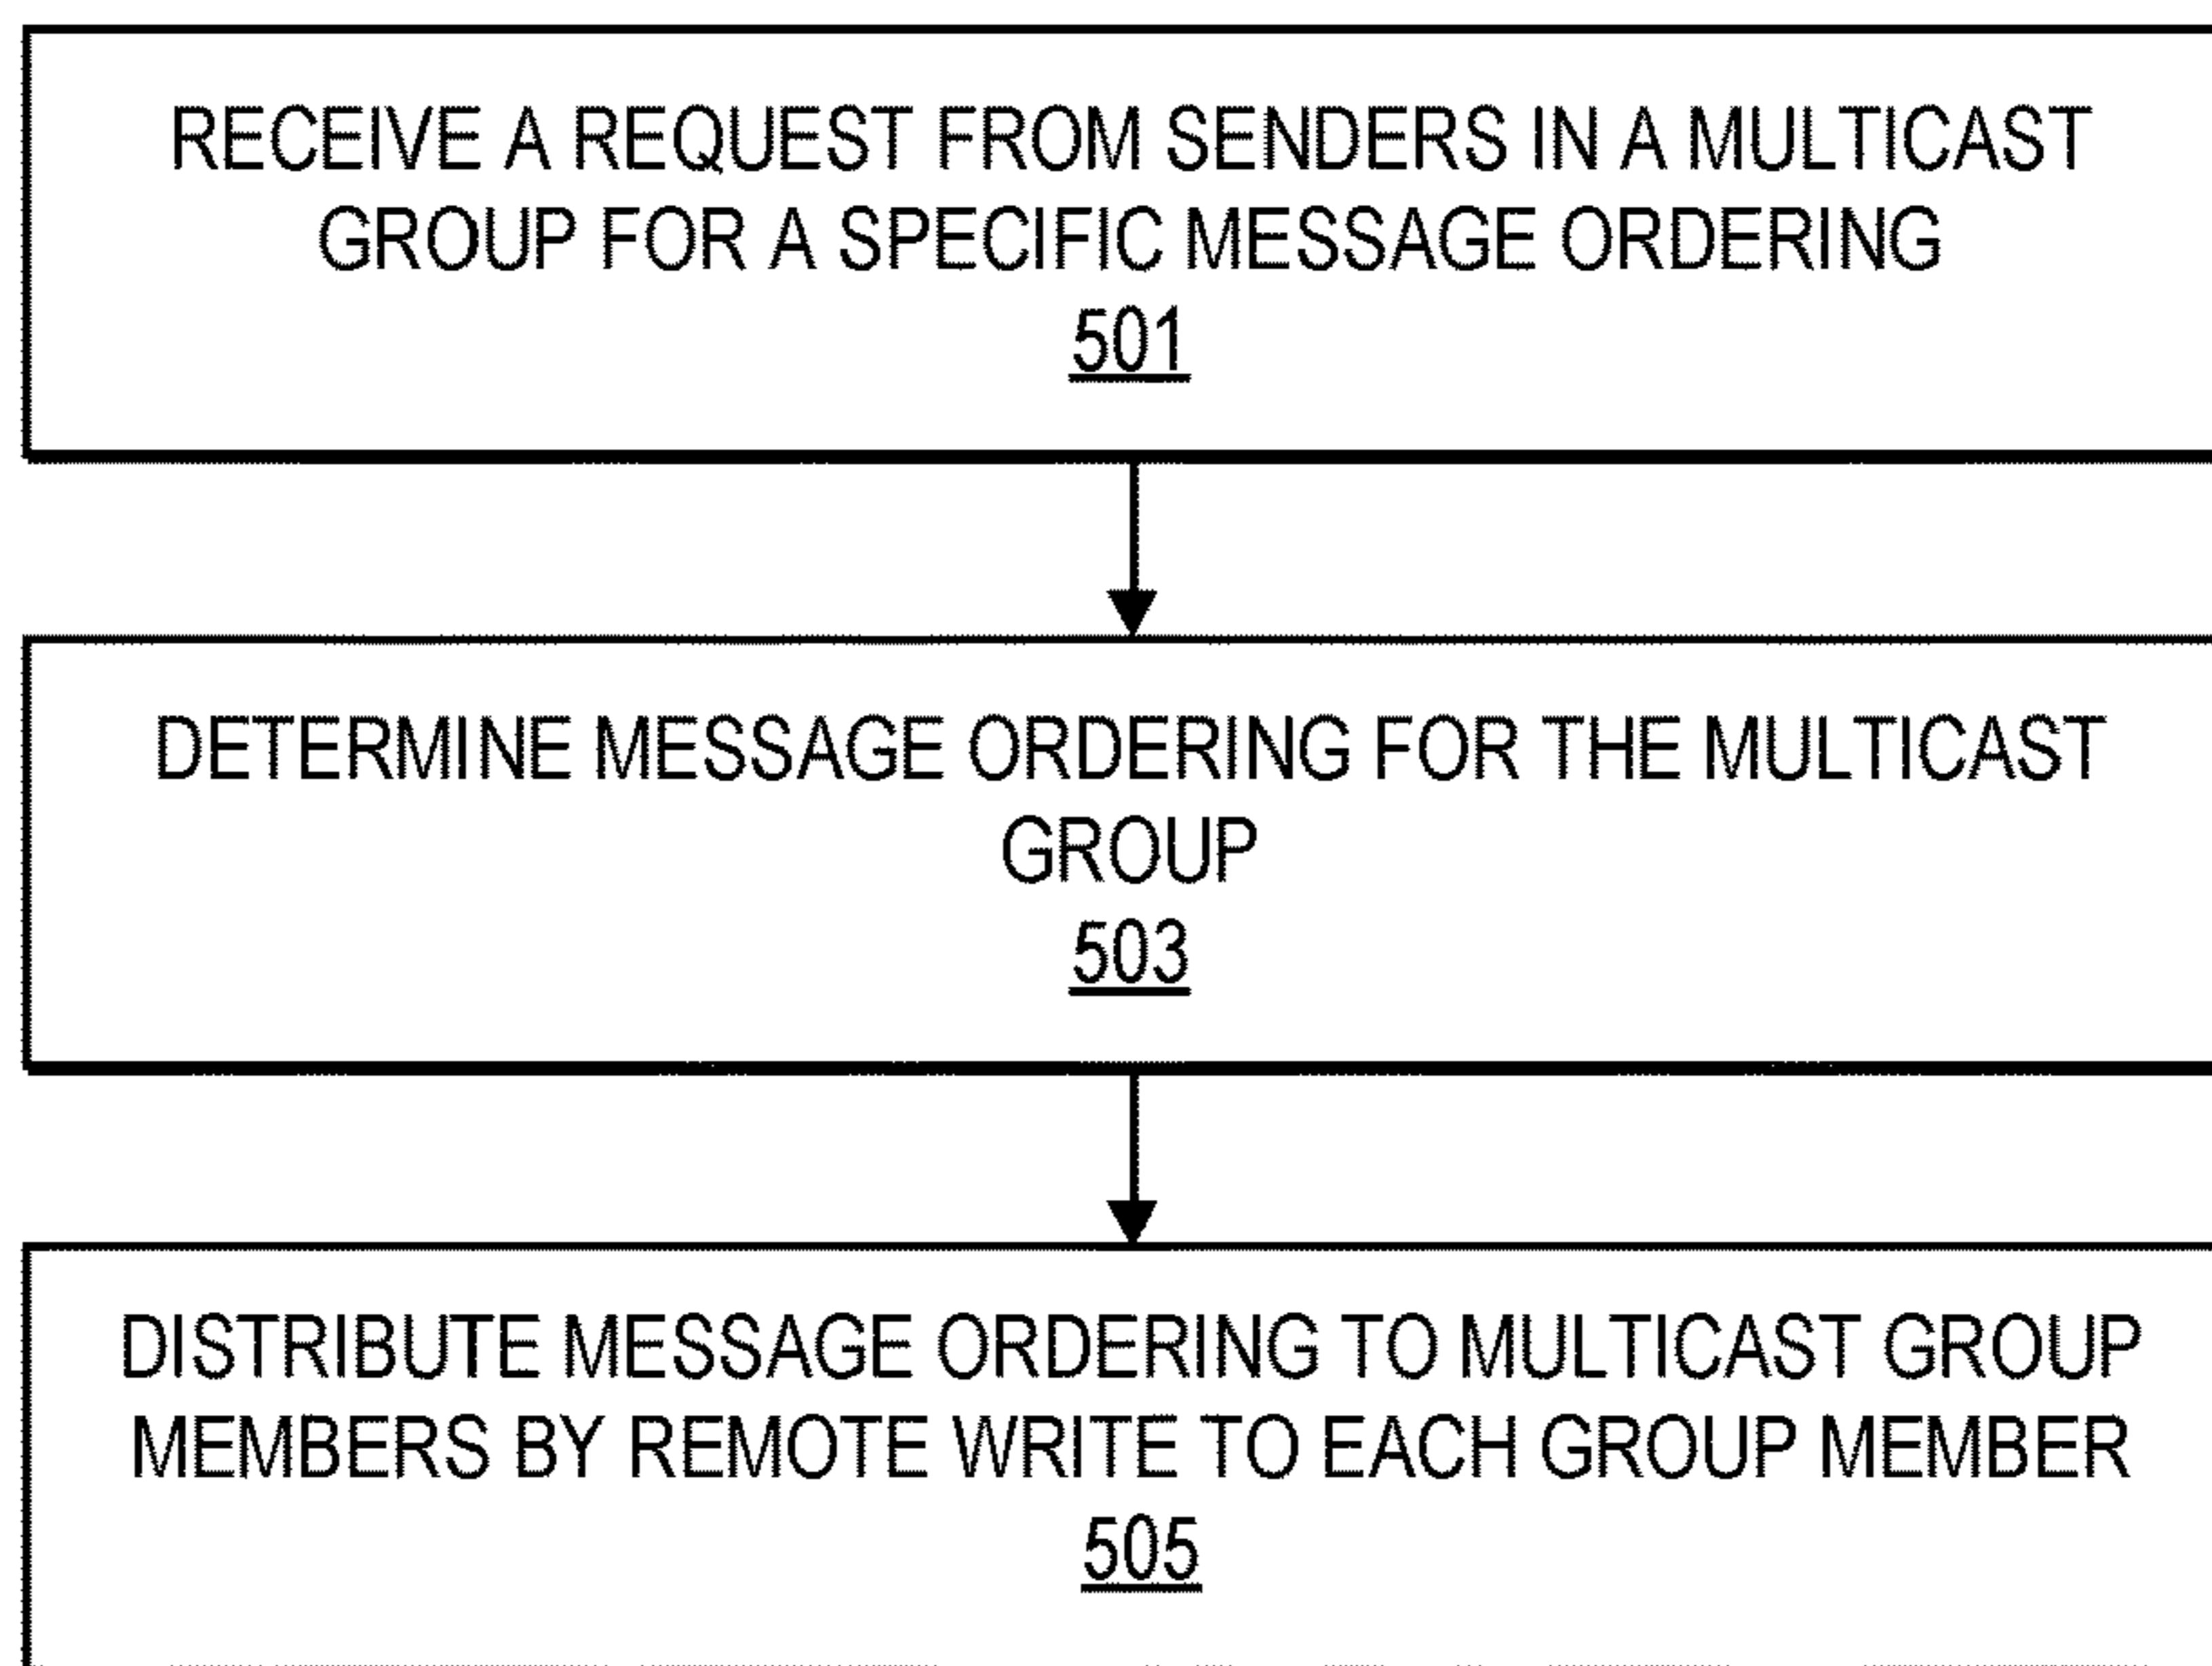 RECEIVE A REQUEST FROM SENDERS IN A MULTICAST
GROUP FOR A SPECIFIC MESSAGE ORDERING
501
DETERMINE MESSAGE ORDERING FOR THE MULTICAST
GROUP
503
DISTRIBUTE MESSAGE ORDERING TO MULTICAST GROUP
MEMBERS BY REMOTE WRITE TO EACH GROUP MEMBER
505